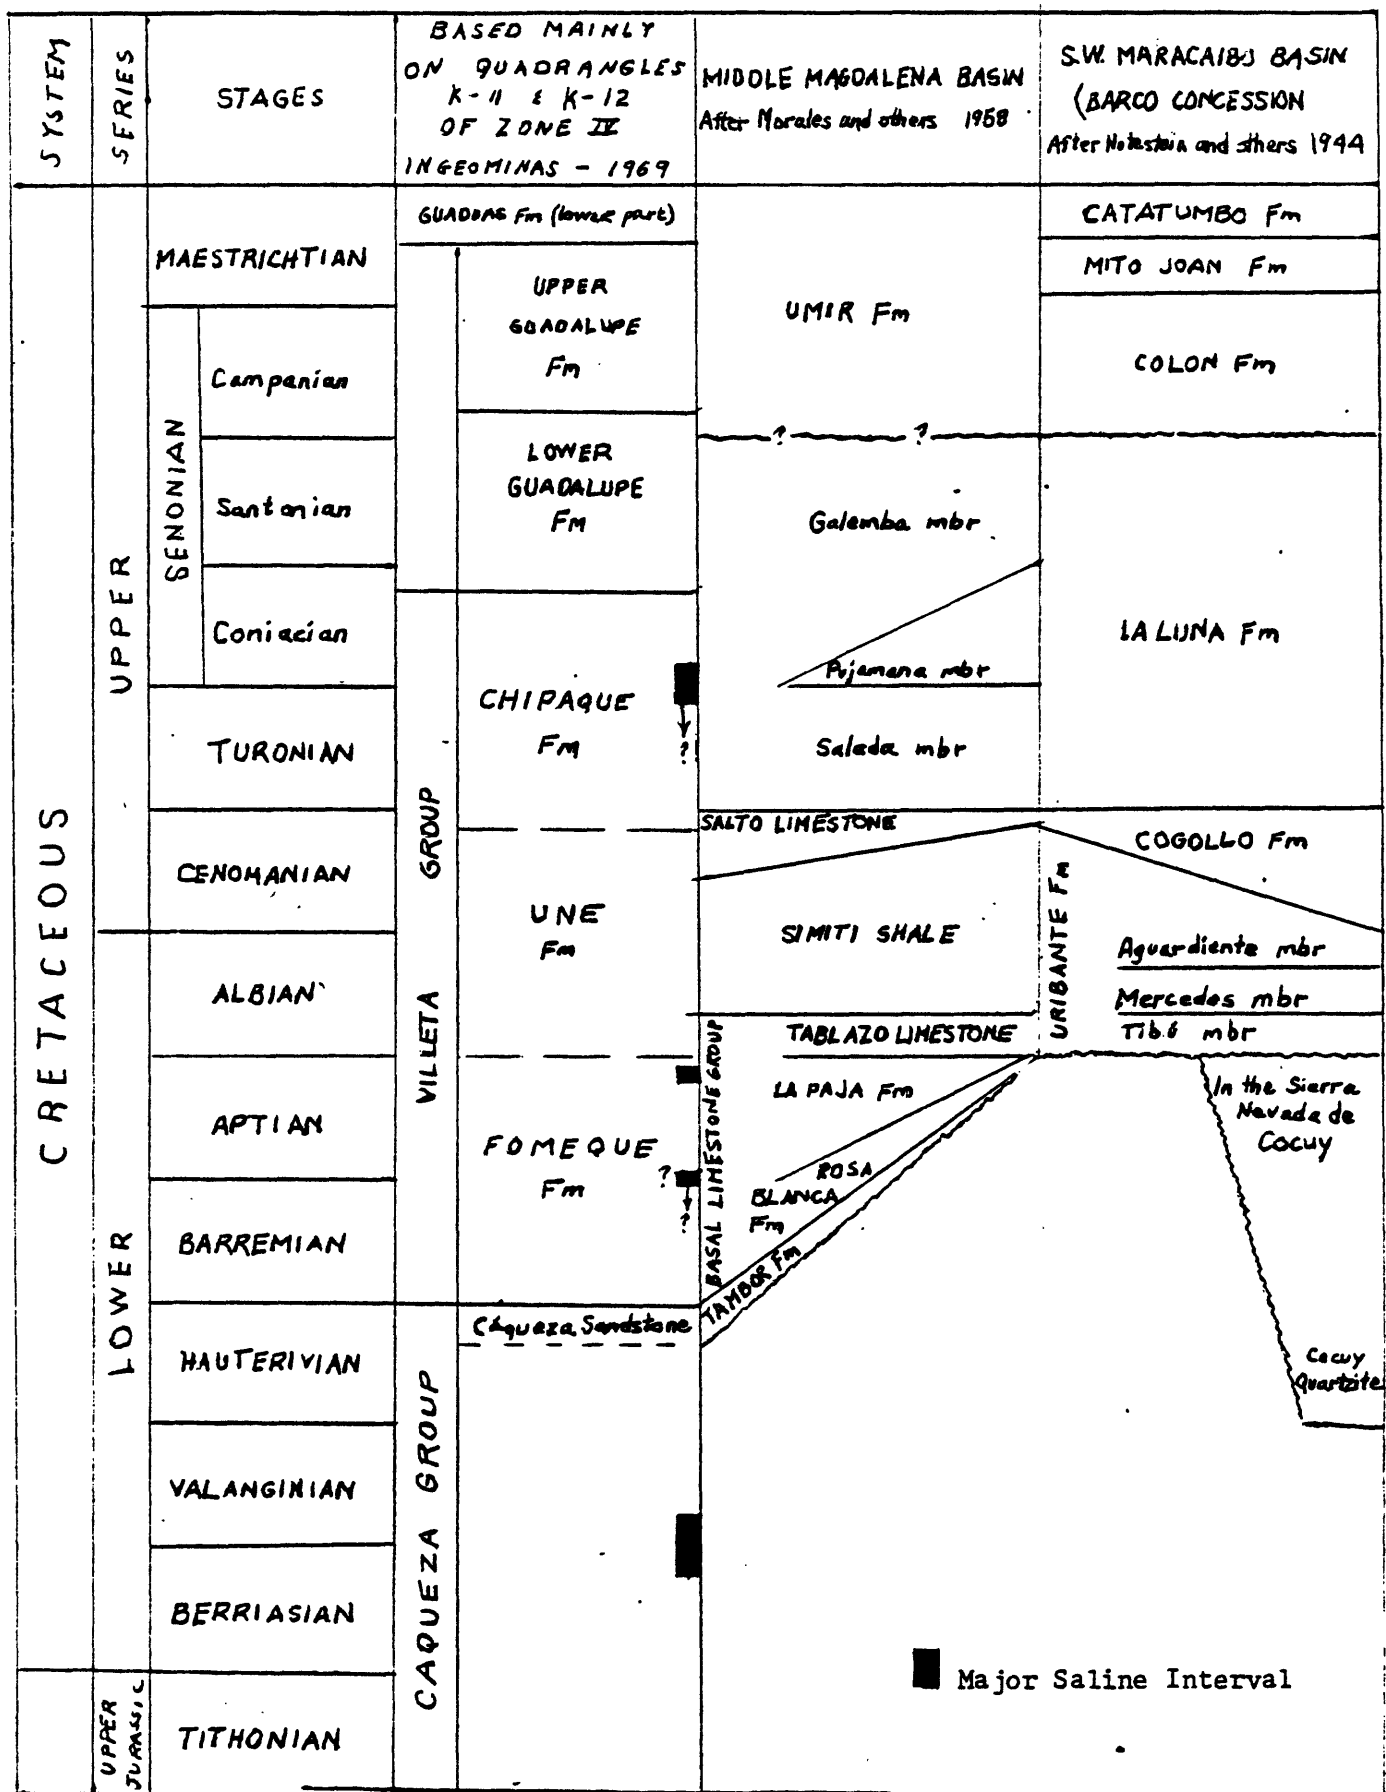 SYSTEM
SERIES
STAGES
BASED MAINLY
ON QUADRANGLES
K-11 & K-12
OF ZONE IV
INGEOMINAS - 1969
MIDDLE MAGDALENA BASIN
After Morales and others 1958
S.W. MARACAIBO BASIN
(BARCO CONCESSION
After Notestein and others 1944
CRETACEOUS
UPPER
LOWER
UPPER
JURASSIC
SENONIAN
MAESTRICHTIAN
Campanian
Santonian
Coniacian
TURONIAN
CENOMANIAN
ALBIAN
APTIAN
BARREMIAN
HAUTERIVIAN
VALANGINIAN
BERRIASIAN
TITHONIAN
VILLETA GROUP
CAQUEZA GROUP
GUADUAS Fm (lower part)
UPPER
GUADALUPE
Fm
LOWER
GUADALUPE
Fm
CHIPAQUE
Fm
?
UNE
Fm
FOMEQUE
Fm
?
?
Cáqueza Sandstone
UMIR Fm
? ?
Galemba mbr
Pujamana mbr
Salada mbr
SALTO LIMESTONE
SIMITI SHALE
BASAL LIMESTONE GROUP
TABLAZO LIMESTONE
LA PAJA Fm
ROSA
BLANCA
Fm
TAMBOR Fm
CATATUMBO Fm
MITO JOAN Fm
COLON Fm
LA LUNA Fm
COGOLLO Fm
URIBANTE Fm
Aguardiente mbr
Mercedes mbr
Tibú mbr
In the Sierra
Nevada de
Cocuy
Cocuy
Quartzite
Major Saline Interval